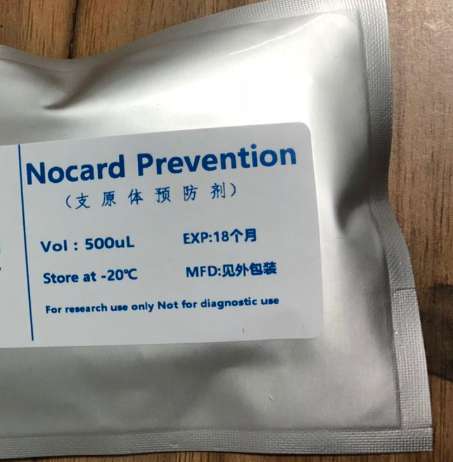 Nocard Prevention
(支原体预防剂)
Vol : 500uL EXP:18个月
Store at -20℃ MFD:见外包装
For research use only Not for diagnostic use